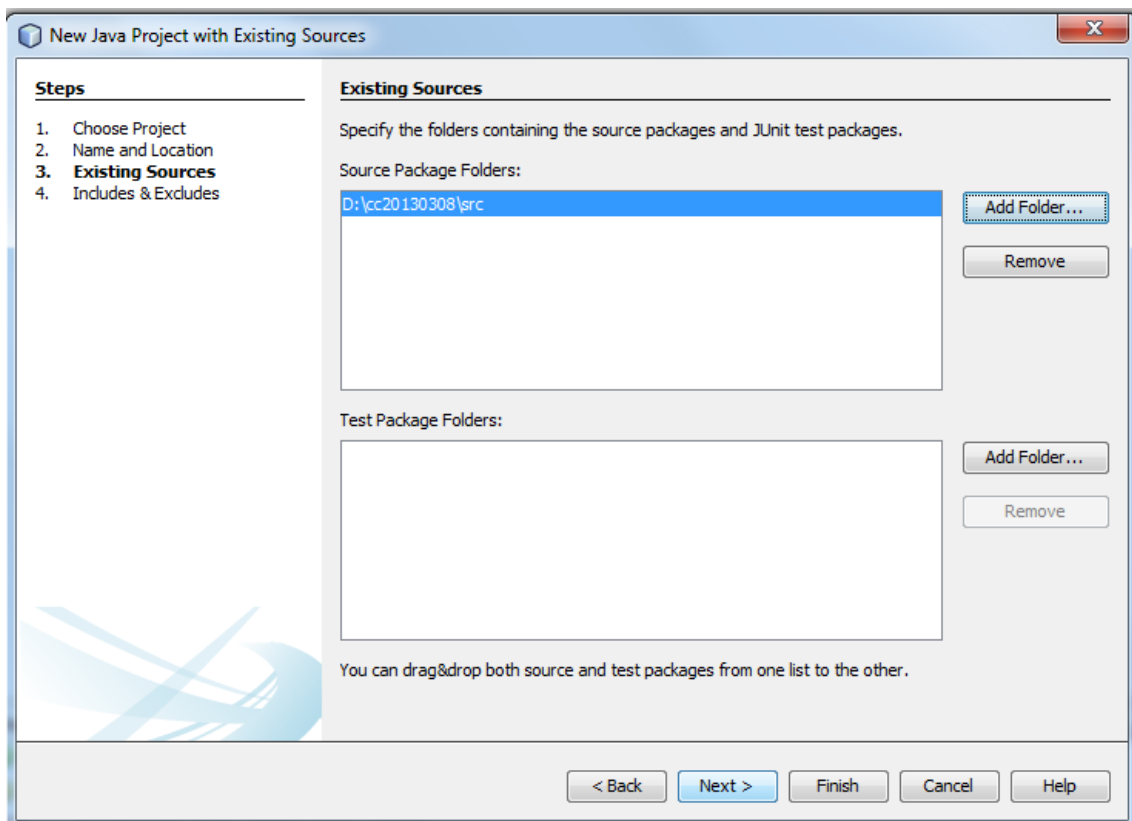 New Java Project with Existing Sources
Steps
1. Choose Project
2. Name and Location
3. Existing Sources
4. Includes & Excludes
Existing Sources
Specify the folders containing the source packages and JUnit test packages.
Source Package Folders:
D:\cc20130308\src
Add Folder...
Remove
Test Package Folders:
Add Folder...
Remove
You can drag&drop both source and test packages from one list to the other.
< Back Next > Finish Cancel Help